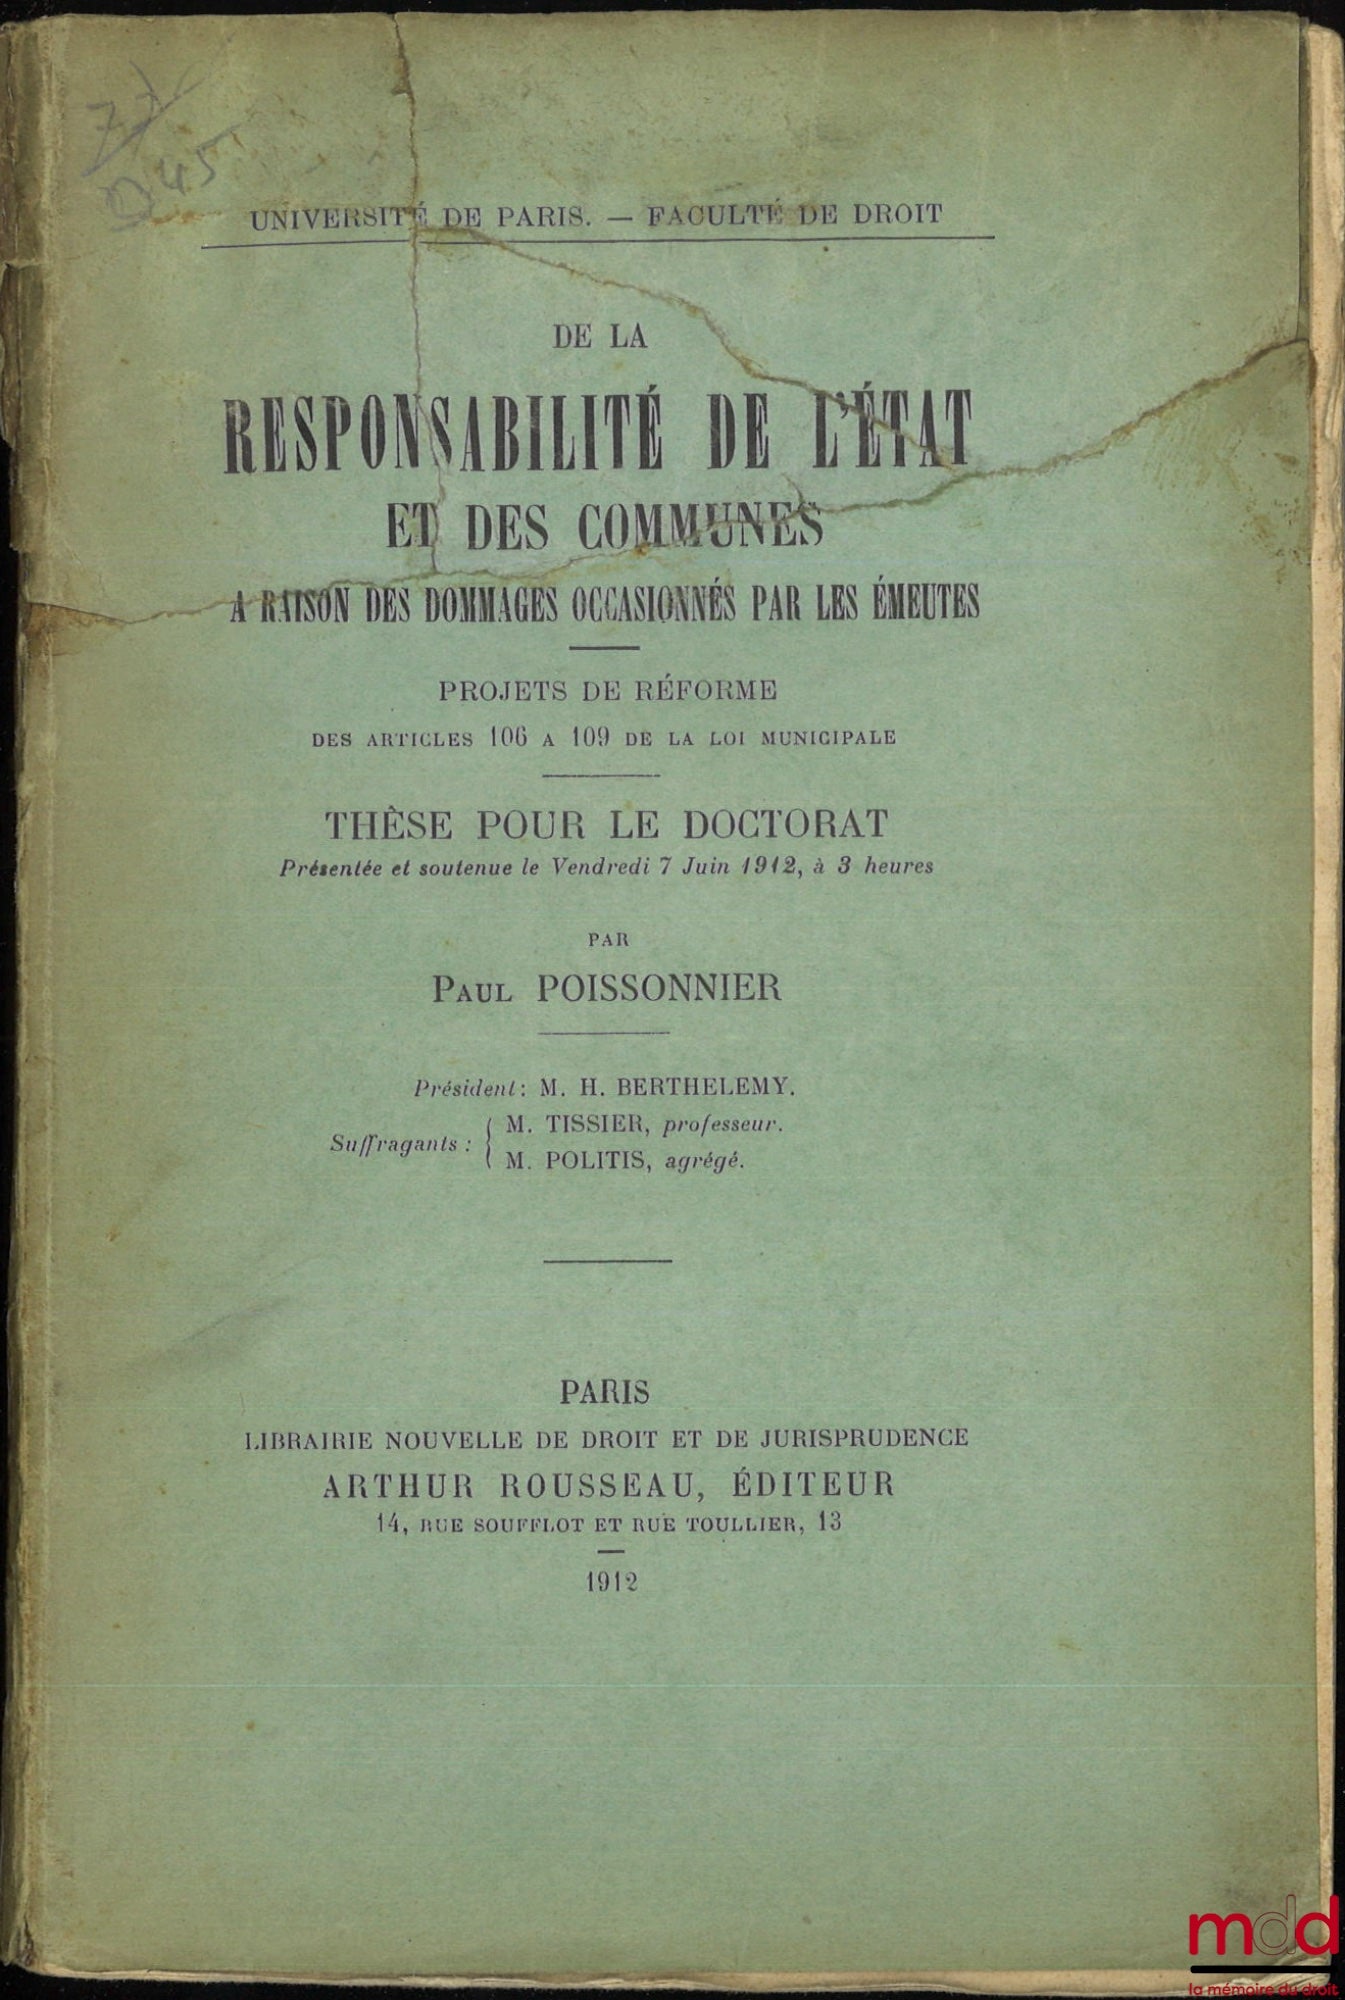 45
UNIVERSITÉ DE PARIS. — FACULTÉ DE DROIT
DE LA
RESPONSABILITÉ DE L'ÉTAT
ET DES COMMUNES
A RAISON DES DOMMAGES OCCASIONNÉS PAR LES ÉMEUTES
PROJETS DE RÉFORME
DES ARTICLES 106 A 109 DE LA LOI MUNICIPALE
THÈSE POUR LE DOCTORAT
Présentée et soutenue le Vendredi 7 Juin 1912, à 3 heures
PAR
PAUL POISSONNIER
Président : M. H. BERTHELEMY.
Suffragants : { M. TISSIER, professeur.
M. POLITIS, agrégé.
PARIS
LIBRAIRIE NOUVELLE DE DROIT ET DE JURISPRUDENCE
ARTHUR ROUSSEAU, ÉDITEUR
14, RUE SOUFFLOT ET RUE TOULLIER, 13
1912
mdd
la mémoire du droit